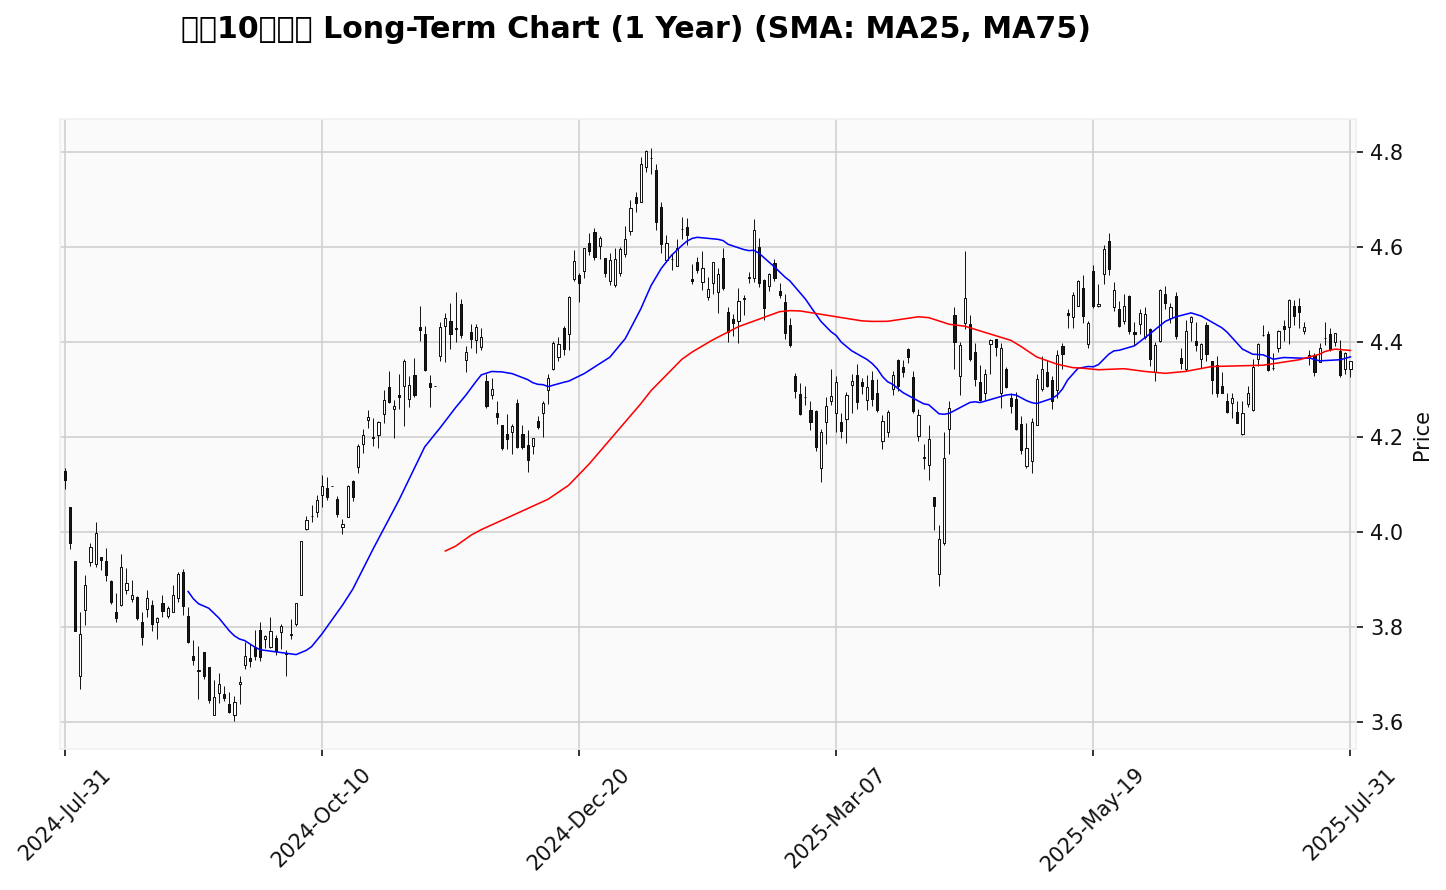 10 Long-Term Chart (1 Year) (SMA: MA25, MA75)
4.8
4.6
4.4
4.2
4.0
3.8
3.6
Price
2024-Jul-31
2024-Oct-10
2024-Dec-20
2025-Mar-07
2025-May-19
2025-Jul-31